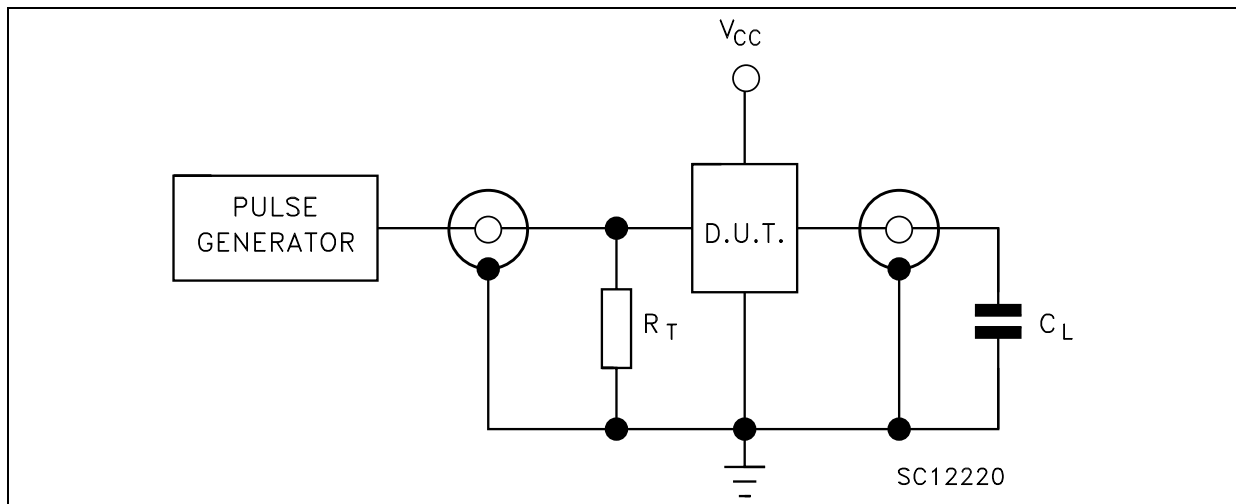 VCC
PULSE
GENERATOR
D.U.T.
RT
CL
SC12220